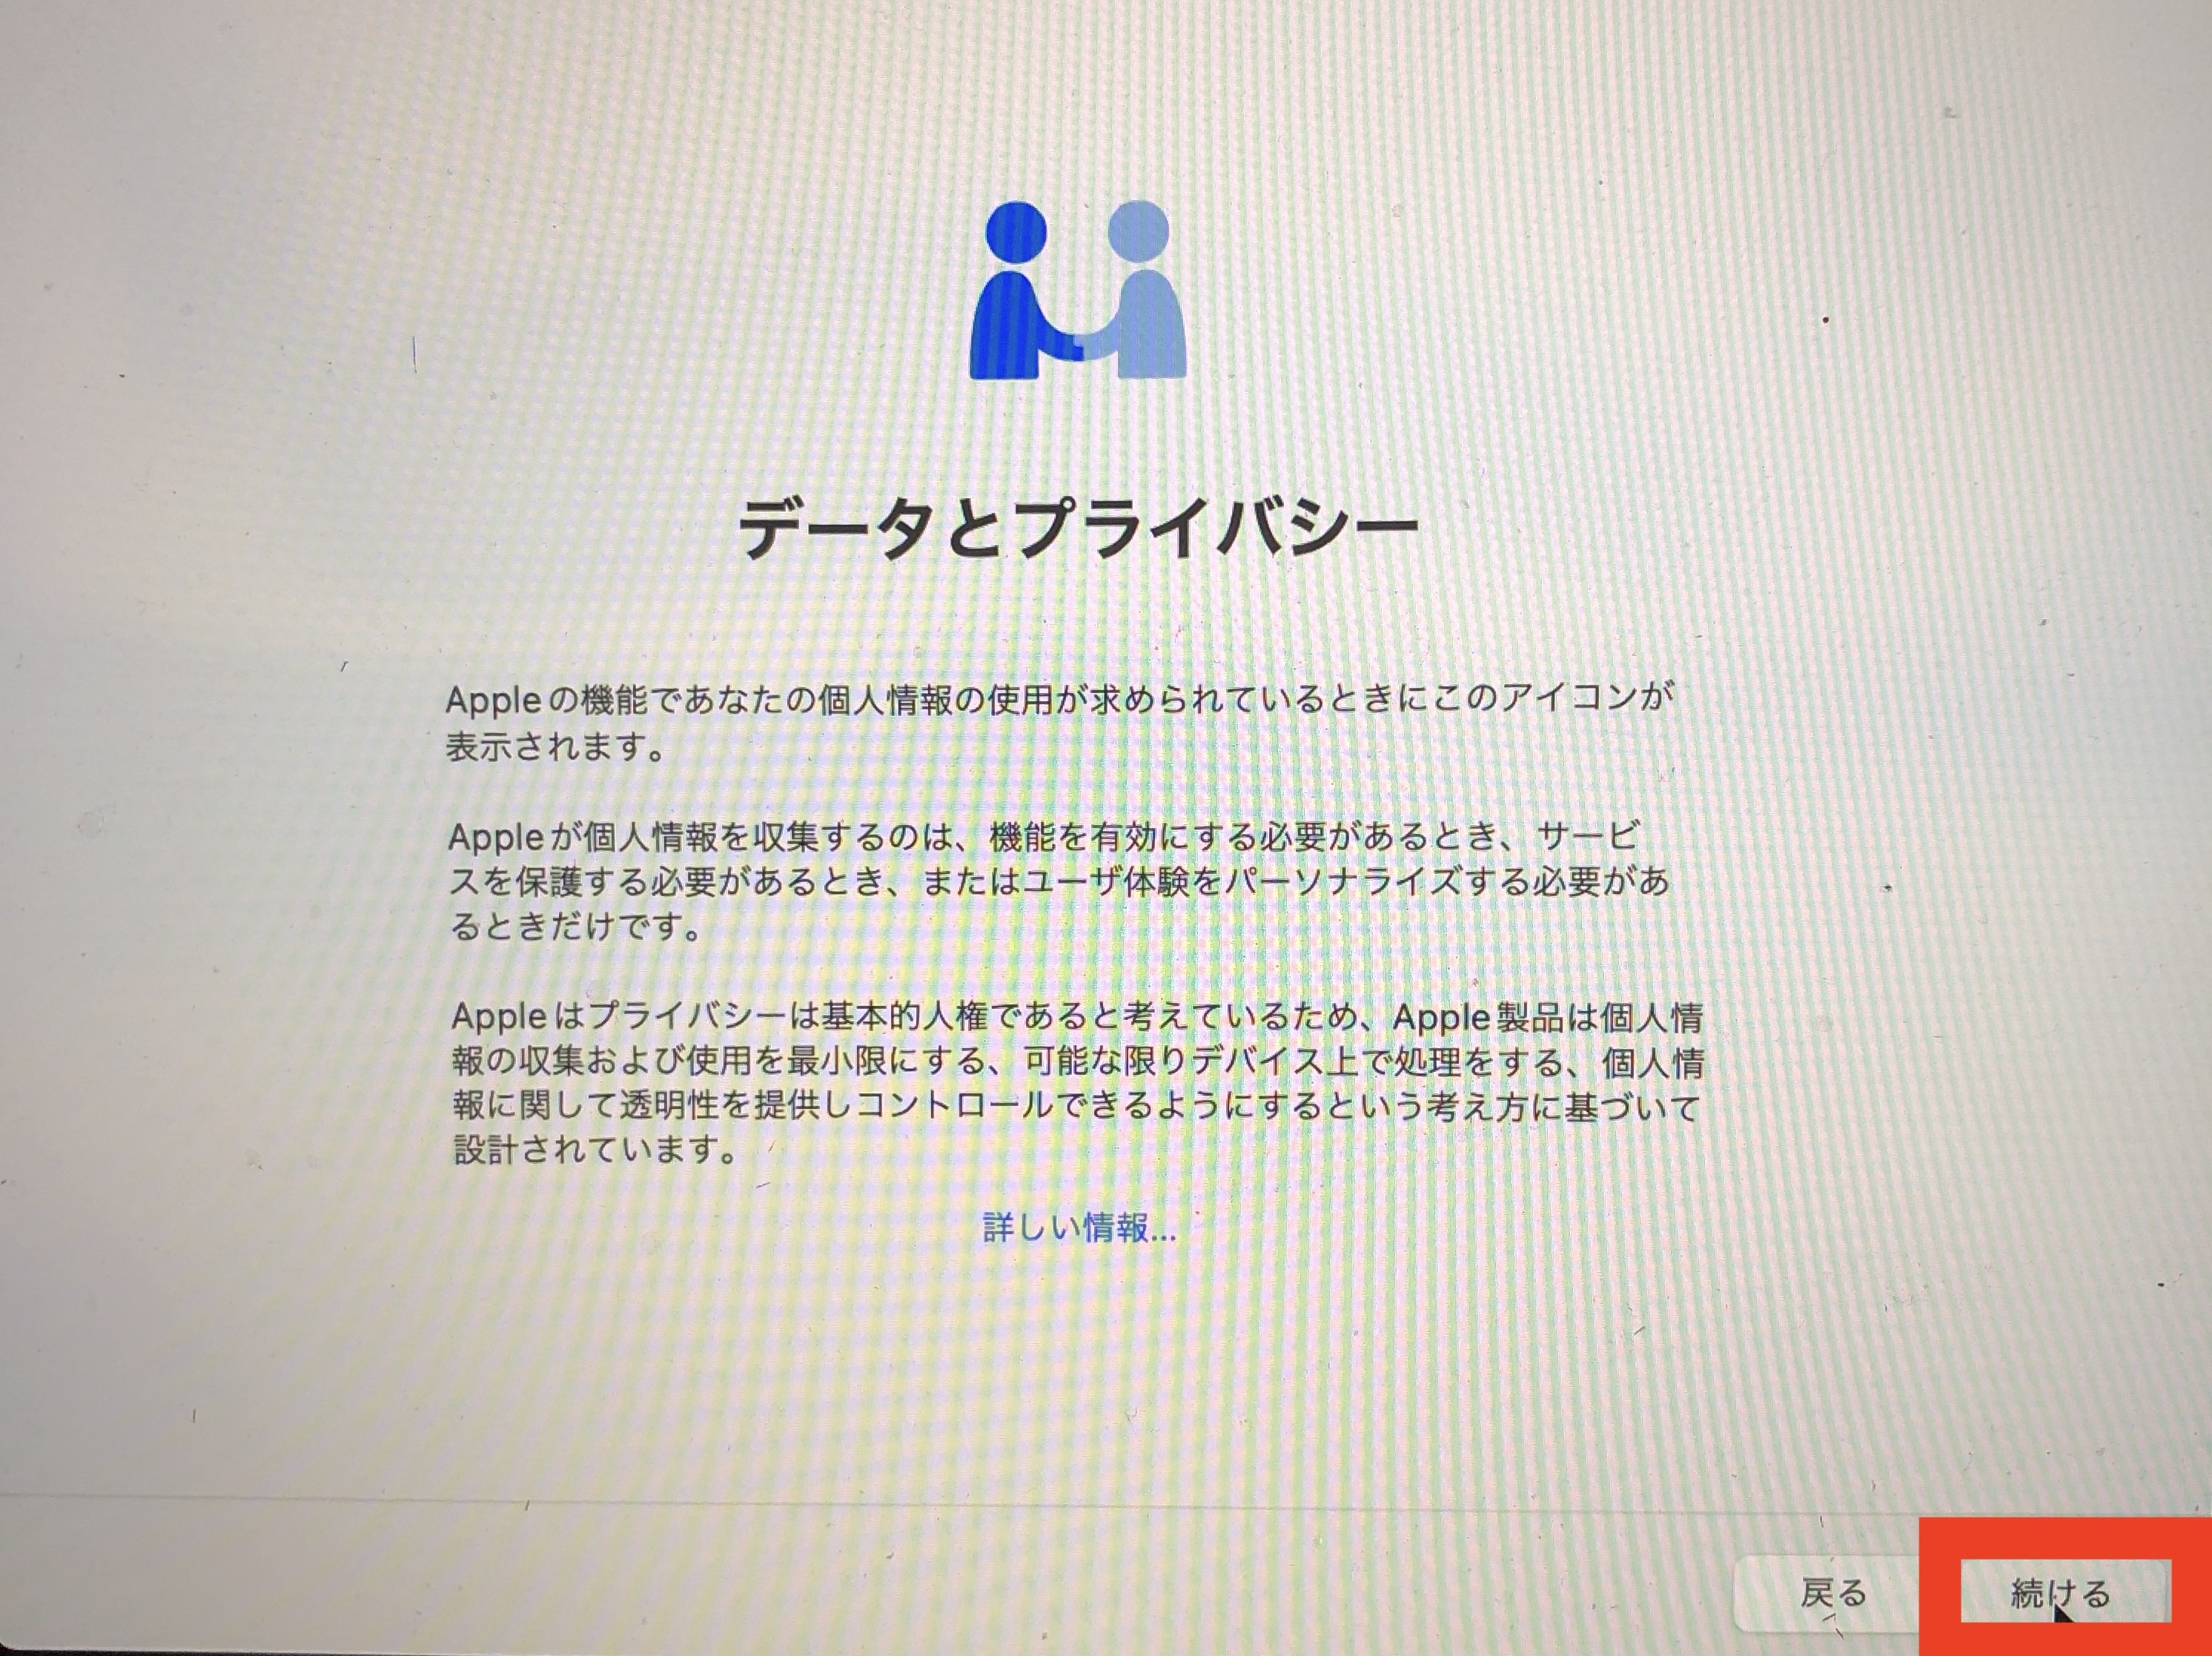 データとプライバシー
Appleの機能であなたの個人情報の使用が求められているときにこのアイコンが
表示されます。
Appleが個人情報を収集するのは、機能を有効にする必要があるとき、サービ
スを保護する必要があるとき、またはユーザ体験をパーソナライズする必要があ
るときだけです。
Appleはプライバシーは基本的人権であると考えているため、Apple製品は個人情
報の収集および使用を最小限にする、可能な限りデバイス上で処理をする、個人情
報に関して透明性を提供しコントロールできるようにするという考え方に基づいて
設計されています。
詳しい情報...
戻る
続ける